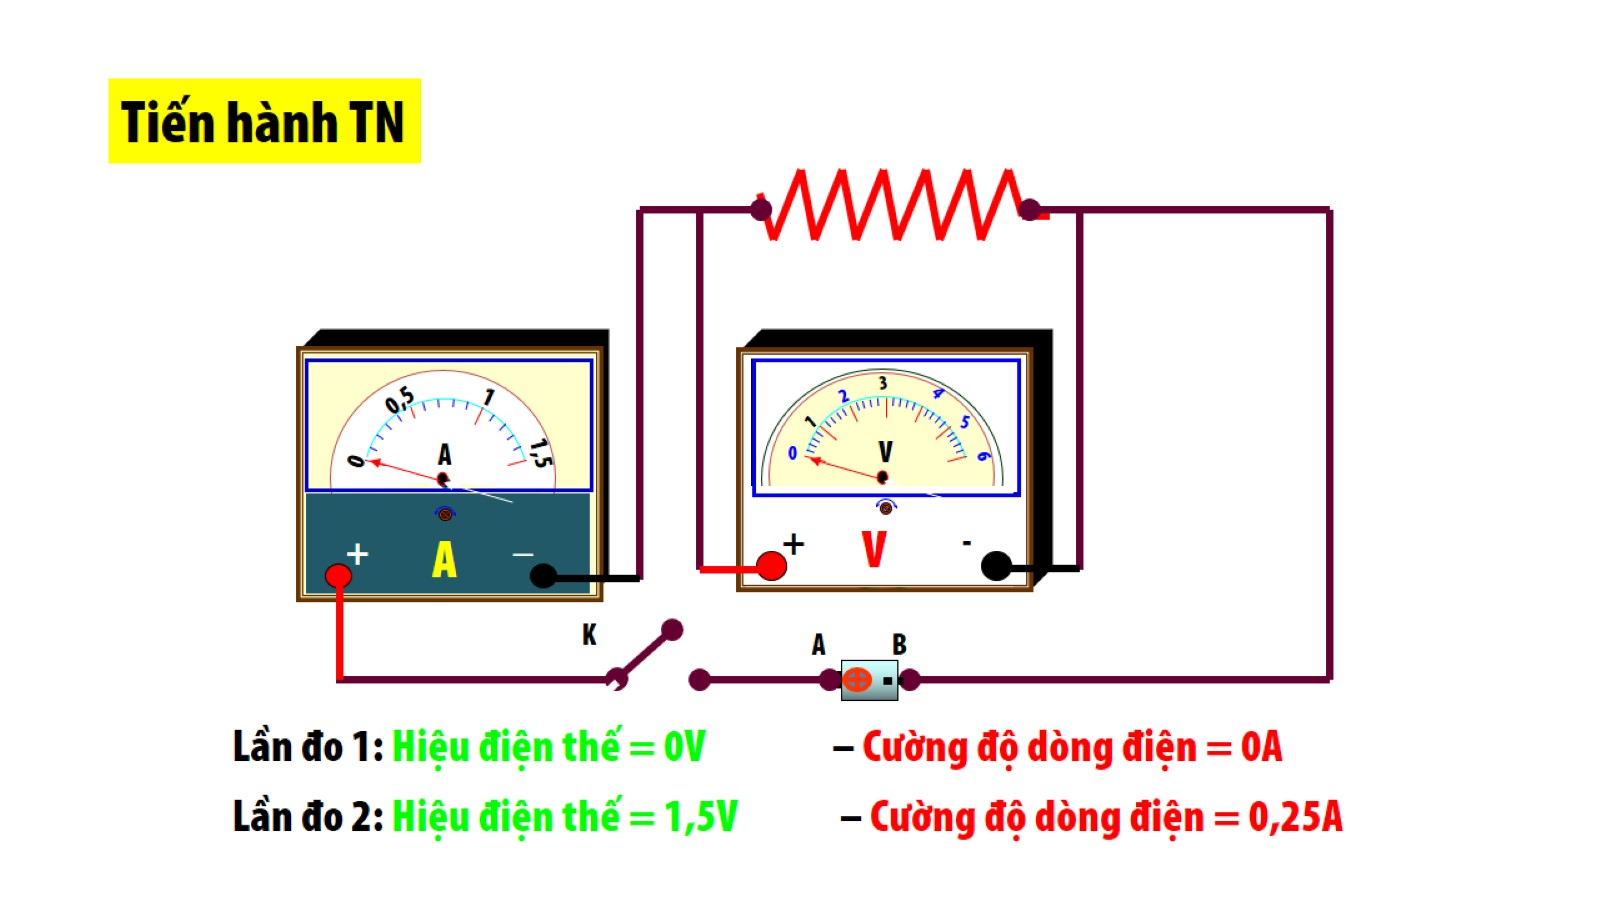 Tiến hành TN
0 0,5 1 1,5
A
+ A –
0 1 2 3 4 5 6
V
+ V -
K
A B
-
Lần đo 1: Hiệu điện thế = 0V – Cường độ dòng điện = 0A
Lần đo 2: Hiệu điện thế = 1,5V – Cường độ dòng điện = 0,25A